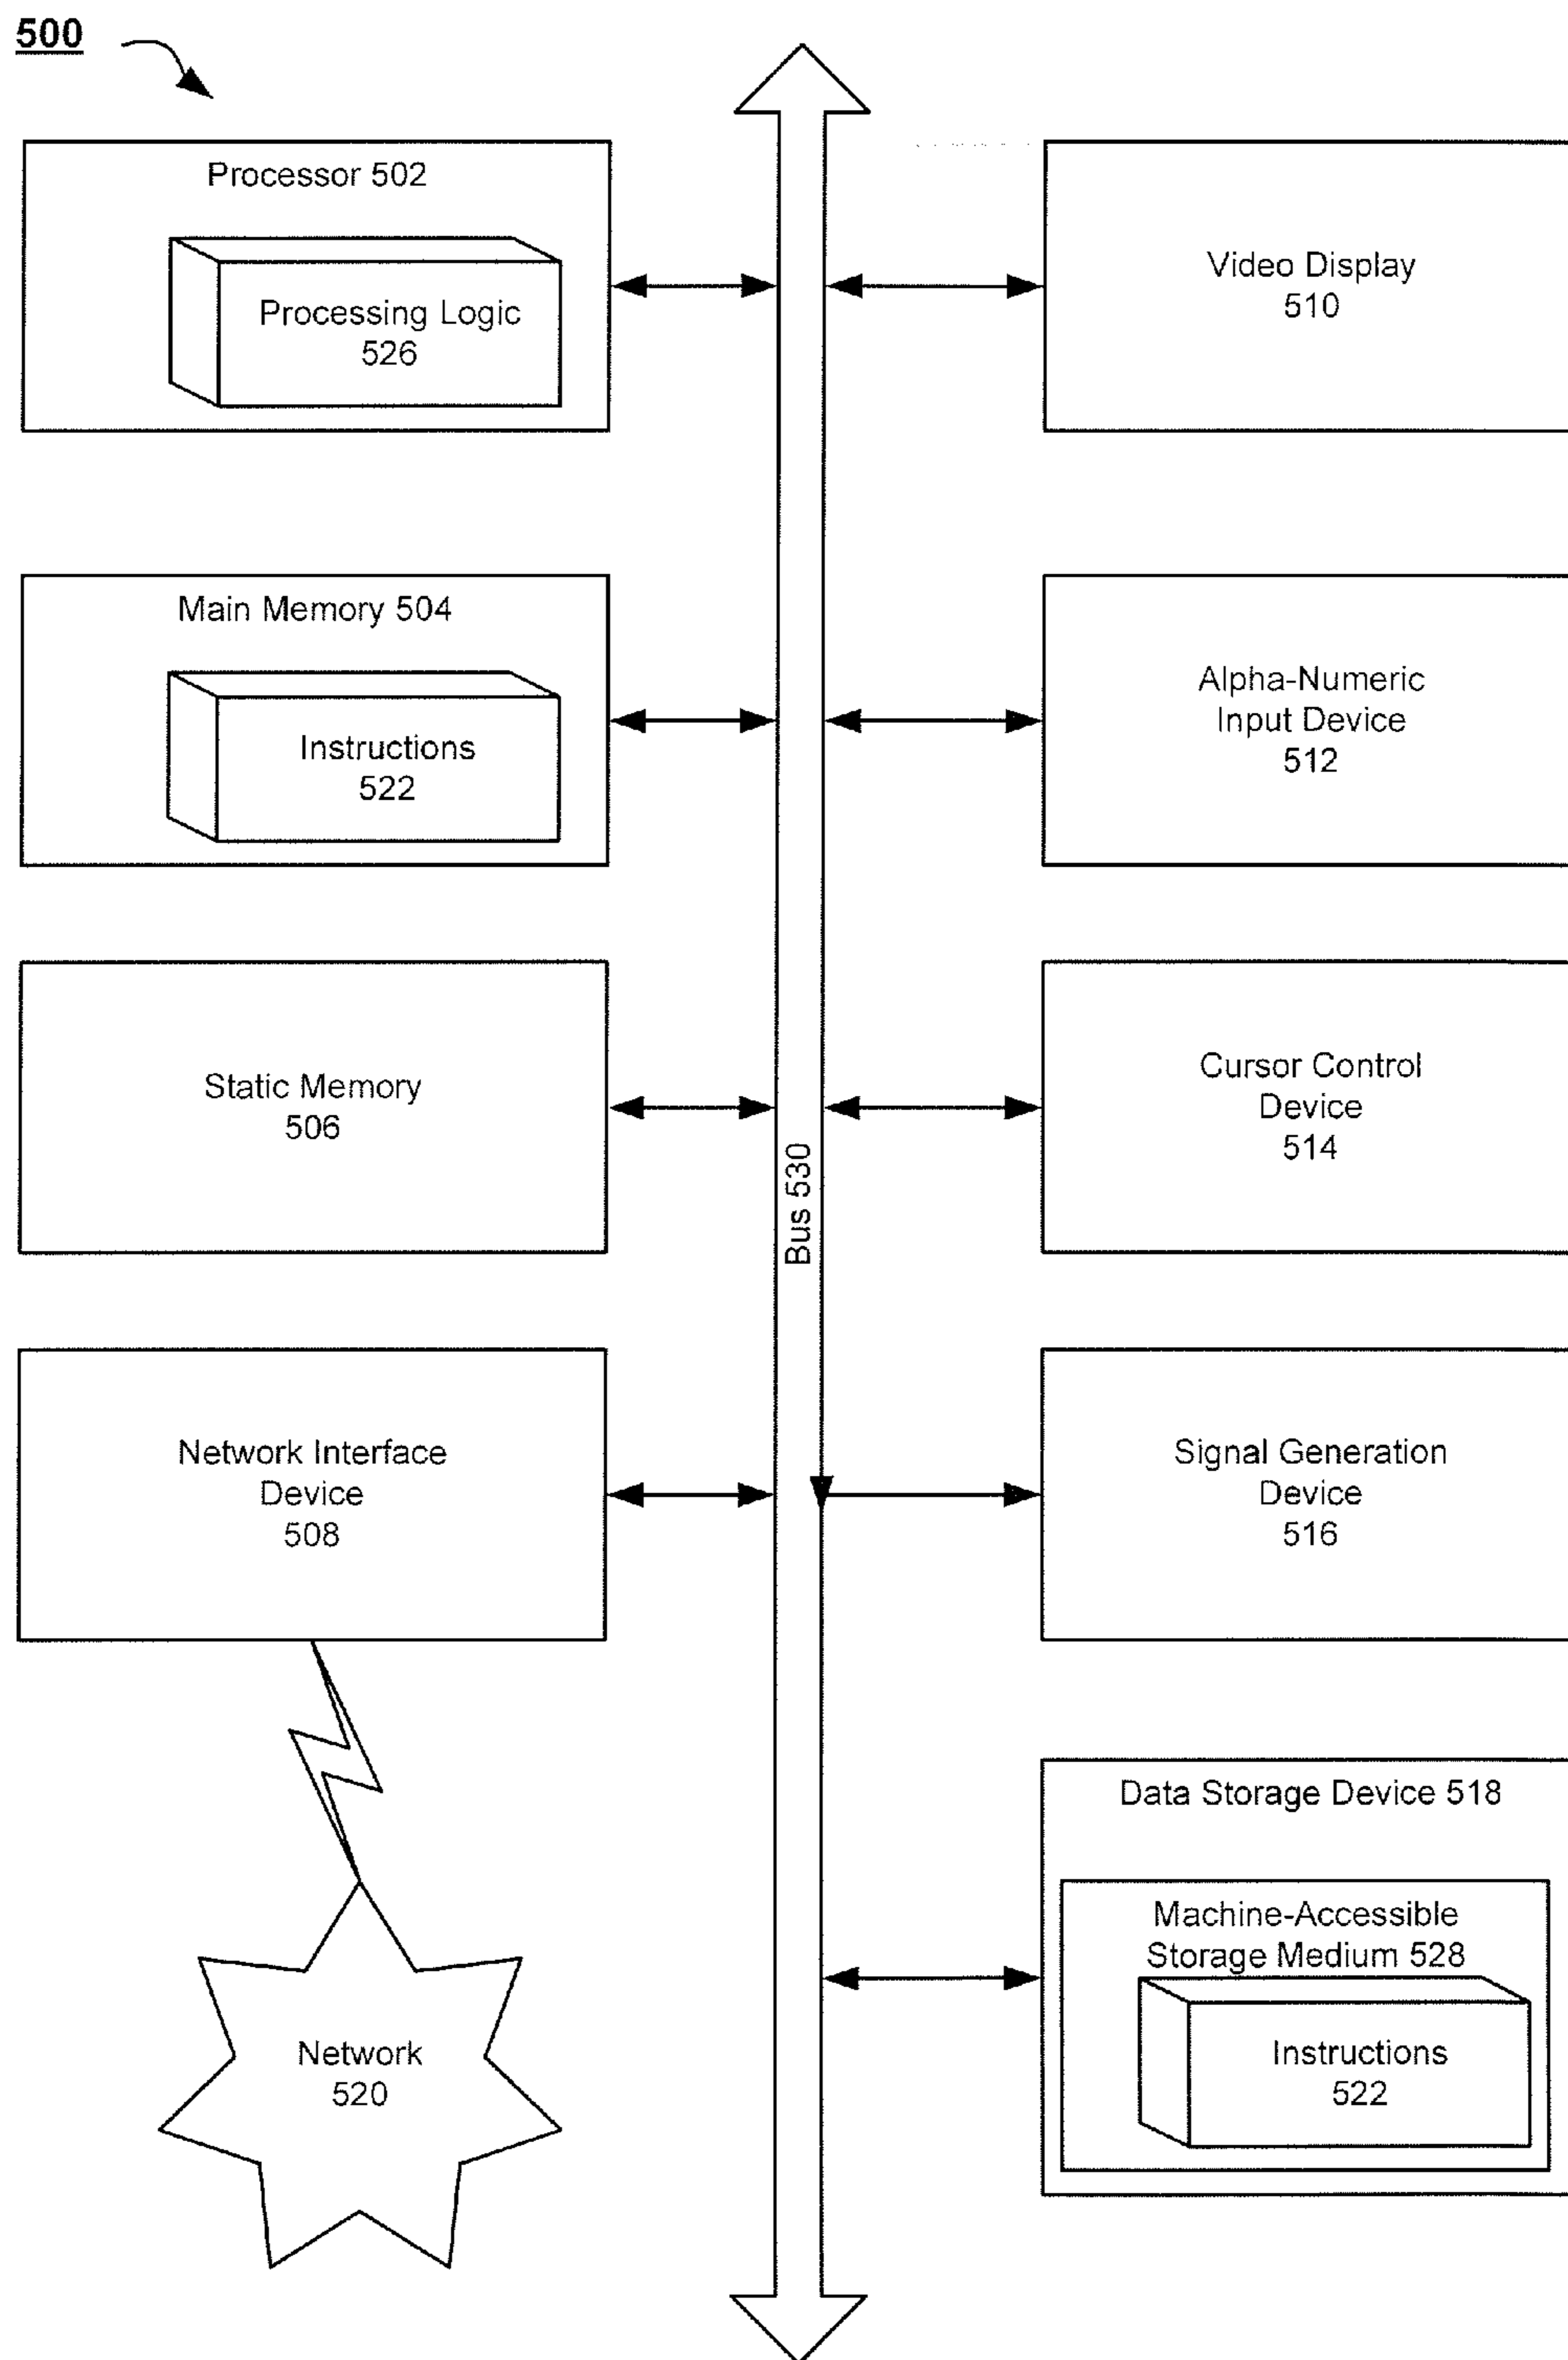 500
Processor 502
Processing Logic
526
Main Memory 504
Instructions
522
Static Memory
506
Network Interface
Device
508
Network
520
Bus 530
Video Display
510
Alpha-Numeric
Input Device
512
Cursor Control
Device
514
Signal Generation
Device
516
Data Storage Device 518
Machine-Accessible
Storage Medium 528
Instructions
522